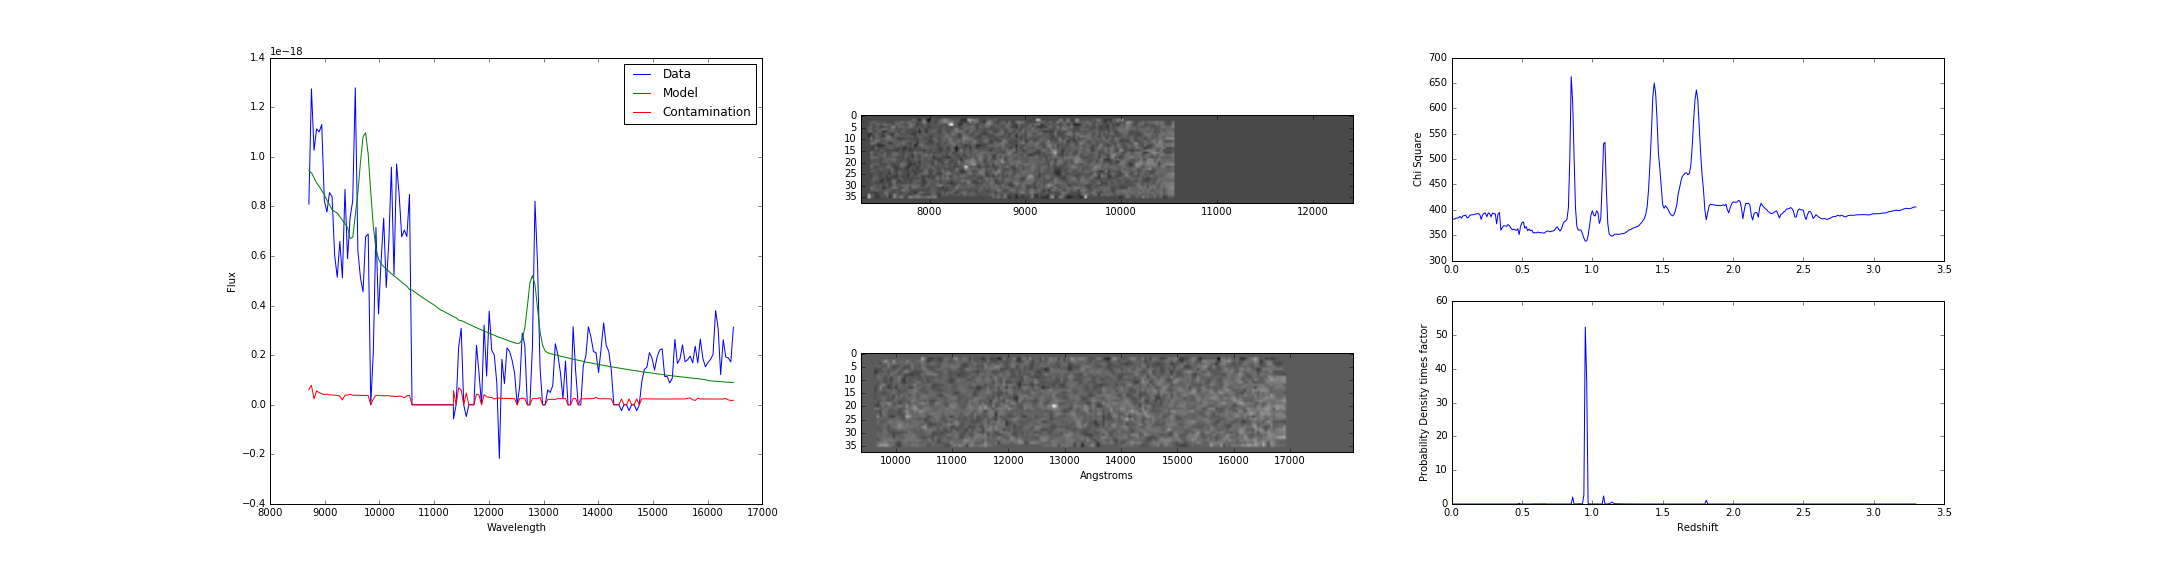 1e−18
1.4
1.2
1.0
0.8
0.6
0.4
0.2
0.0
−0.2
−0.4
8000 9000 10000 11000 12000 13000 14000 15000 16000 17000
Flux
Wavelength
Data
Model
Contamination
0
5
10
15
20
25
30
35
8000 9000 10000 11000 12000
0
5
10
15
20
25
30
35
10000 11000 12000 13000 14000 15000 16000 17000
Angstroms
700
650
600
550
500
450
400
350
300
0.0 0.5 1.0 1.5 2.0 2.5 3.0 3.5
Chi Square
60
50
40
30
20
10
0
0.0 0.5 1.0 1.5 2.0 2.5 3.0 3.5
Probability Density times factor
Redshift